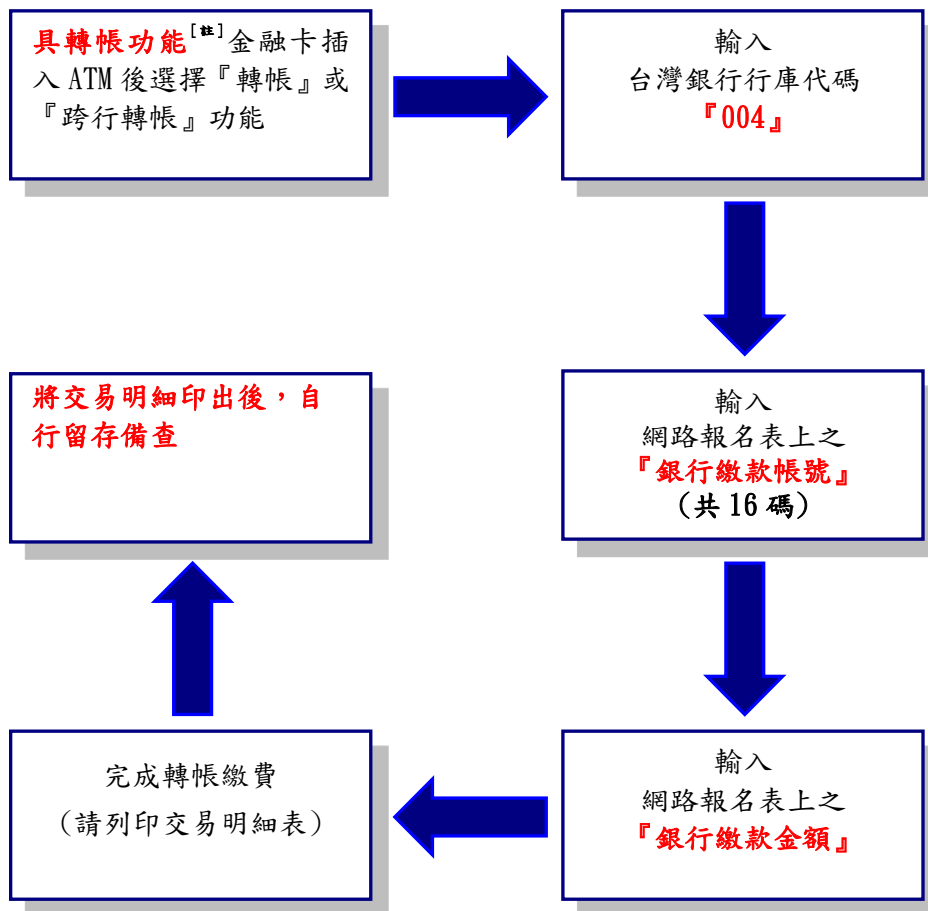 具轉帳功能[註]金融卡插
入 ATM 後選擇『轉帳』或
『跨行轉帳』功能
輸入
台灣銀行行庫代碼
『004』
輸入
網路報名表上之
『銀行繳款帳號』
(共 16 碼)
輸入
網路報名表上之
『銀行繳款金額』
完成轉帳繳費
(請列印交易明細表)
將交易明細印出後，自
行留存備查